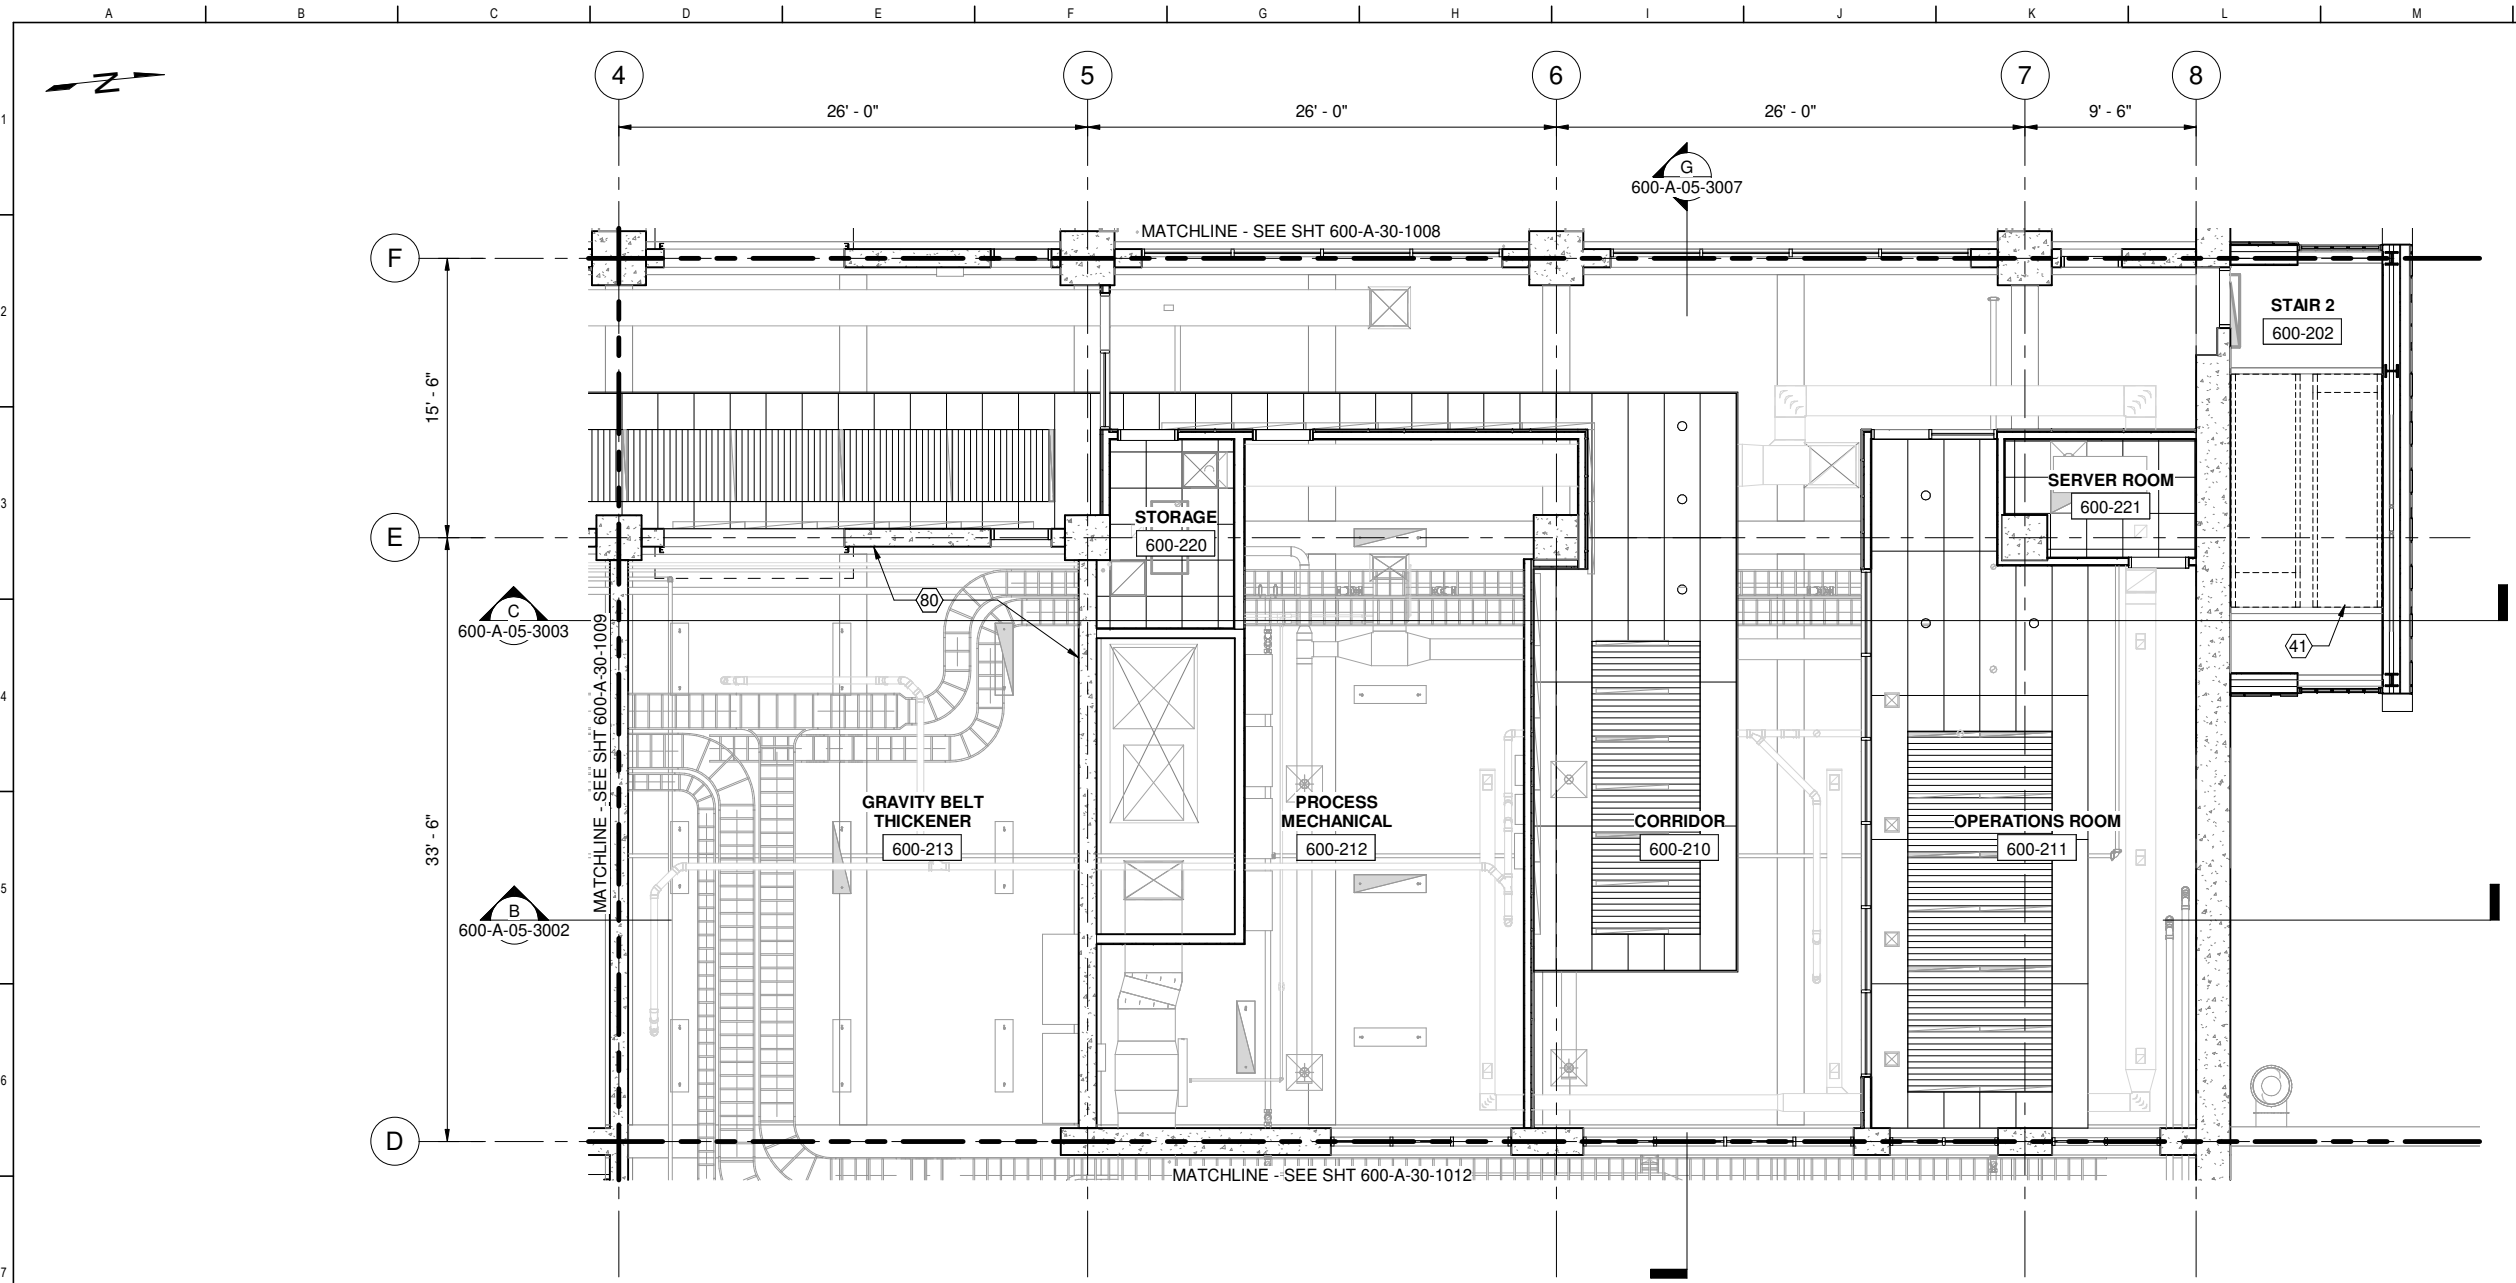 A B C D E F G H I J K L M
N
4 5 6 7 8
1
26' - 0" 26' - 0" 26' - 0" 9' - 6"
G
600-A-05-3007
MATCHLINE - SEE SHT 600-A-30-1008
F
2
STAIR 2
600-202
15' - 6"
3
SERVER ROOM
600-221
STORAGE
600-220
E
80
C
600-A-05-3003
41
4
MATCHLINE - SEE SHT 600-A-30-1009
GRAVITY BELT
THICKENER
600-213
PROCESS
MECHANICAL
600-212
CORRIDOR
600-210
OPERATIONS ROOM
600-211
33' - 6"
5
B
600-A-05-3002
6
D
MATCHLINE - SEE SHT 600-A-30-1012
7